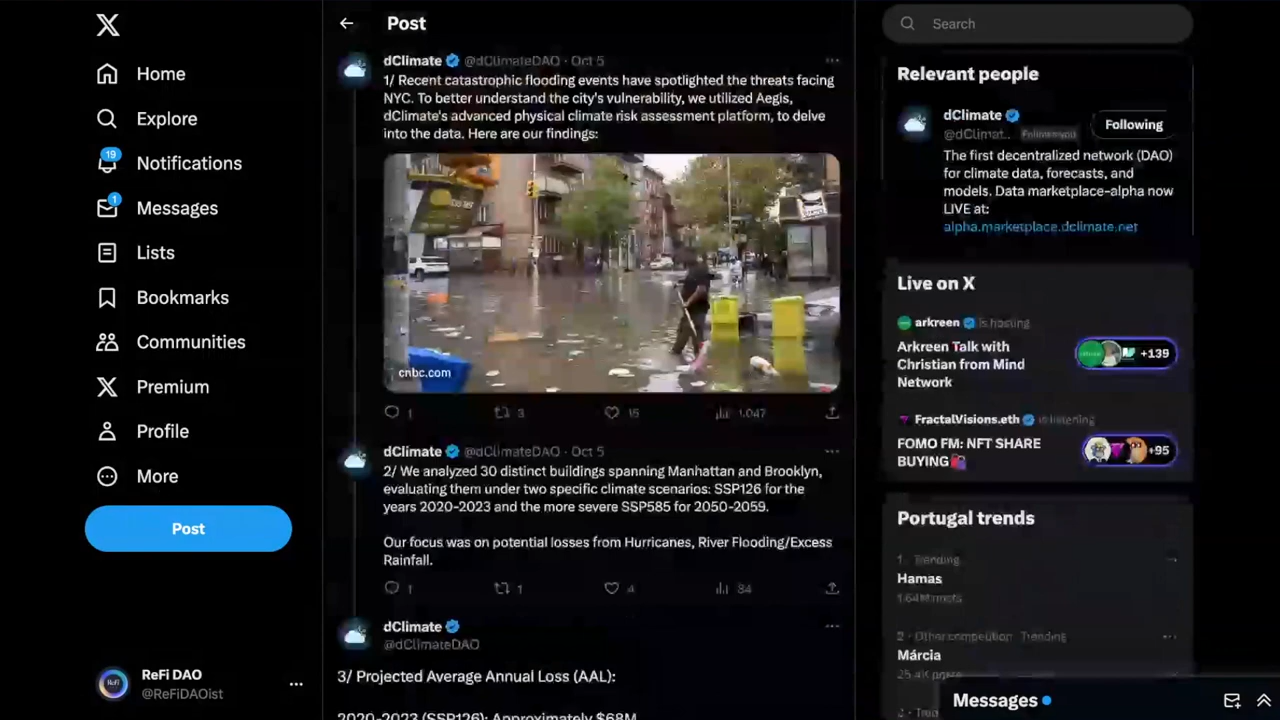 Home
Explore
19
Notifications
1
Messages
Lists
Bookmarks
Communities
Premium
Profile
More
Post
ReFi DAO
@ReFiDAOist
Post
dClimate @dClimateDAO · Oct 5
1/ Recent catastrophic flooding events have spotlighted the threats facing
NYC. To better understand the city's vulnerability, we utilized Aegis,
dClimate's advanced physical climate risk assessment platform, to delve
into the data. Here are our findings:
cnbc.com
1 3 15 1,047
dClimate @dClimateDAO · Oct 5
2/ We analyzed 30 distinct buildings spanning Manhattan and Brooklyn,
evaluating them under two specific climate scenarios: SSP126 for the
years 2020-2023 and the more severe SSP585 for 2050-2059.
Our focus was on potential losses from Hurricanes, River Flooding/Excess
Rainfall.
1 1 4 84
dClimate
@dClimateDAO
3/ Projected Average Annual Loss (AAL):
2020-2023 (SSP126): Approximately $68M
Search
Relevant people
dClimate
@dClimat.. Follows you
Following
The first decentralized network (DAO)
for climate data, forecasts, and
models. Data marketplace-alpha now
LIVE at:
alpha.marketplace.dclimate.net
Live on X
arkreen is hosting
Arkreen Talk with
Christian from Mind
Network
+139
FractalVisions.eth is listening
FOMO FM: NFT SHARE
BUYING
+95
Portugal trends
1 · Trending
Hamas
2 · Other competition · Trending
Márcia
Messages